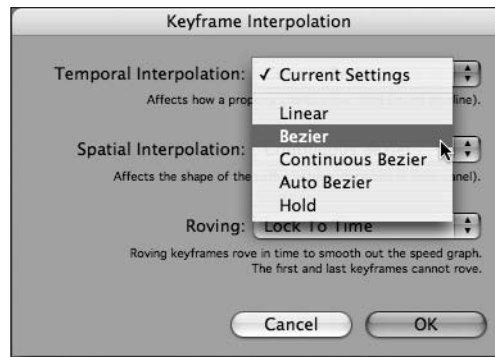 Keyframe Interpolation
Temporal Interpolation: ✓ Current Settings
Affects how a prop line).
Linear
Bezier
Spatial Interpolation:
Continuous Bezier
Affects the shape of the nel).
Auto Bezier
Hold
Roving: Lock To Time
Roving keyframes rove in time to smooth out the speed graph.
The first and last keyframes cannot rove.
Cancel OK